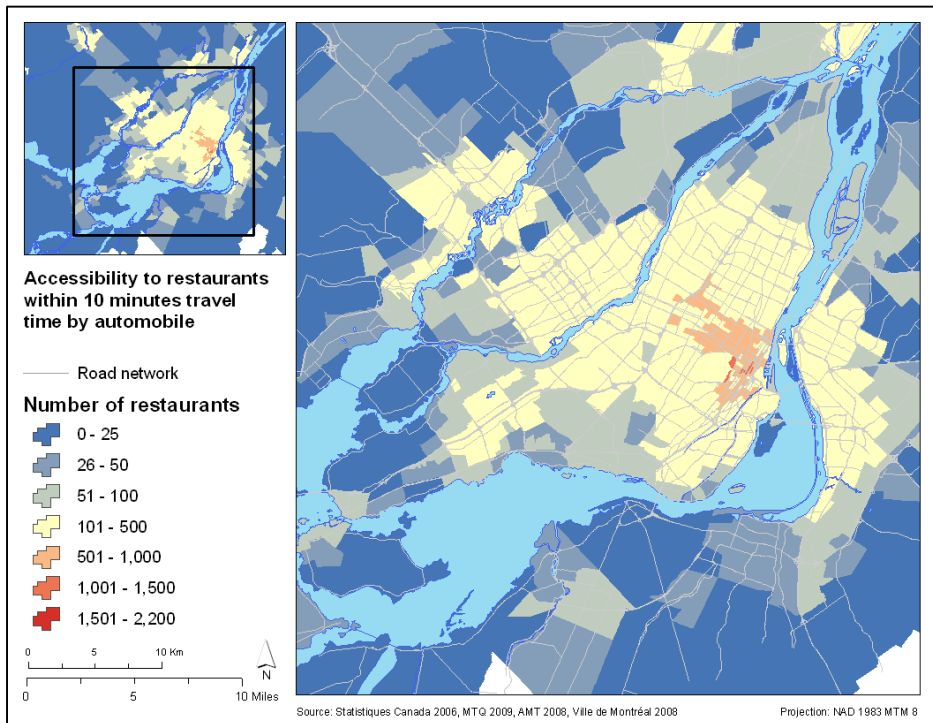 Accessibility to restaurants
within 10 minutes travel
time by automobile
Road network
Number of restaurants
0 - 25
26 - 50
51 - 100
101 - 500
501 - 1,000
1,001 - 1,500
1,501 - 2,200
0 5 10 Km
N
0 5 10 Miles
Source: Statistiques Canada 2006, MTQ 2009, AMT 2008, Ville de Montréal 2008
Projection: NAD 1983 MTM 8